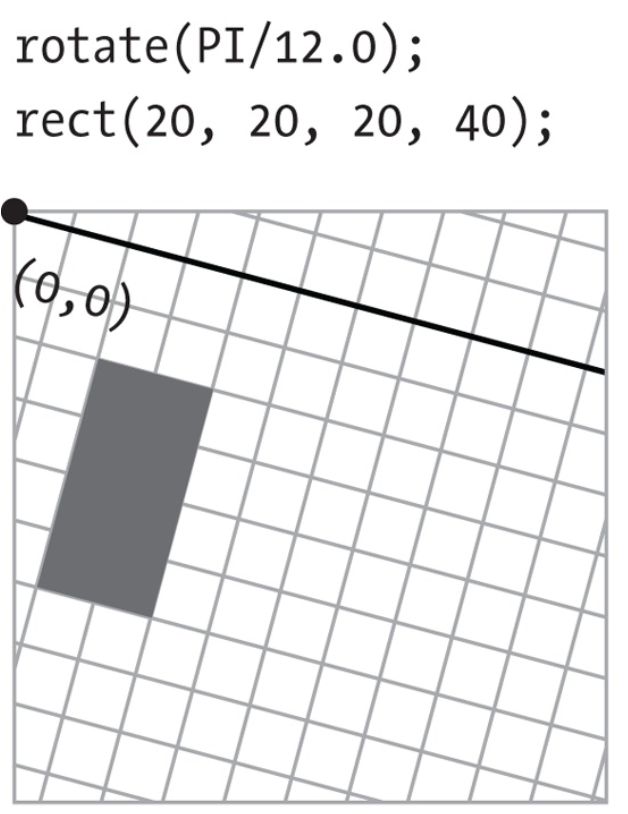 rotate(PI/12.0);
rect(20, 20, 20, 40);
(0,0)